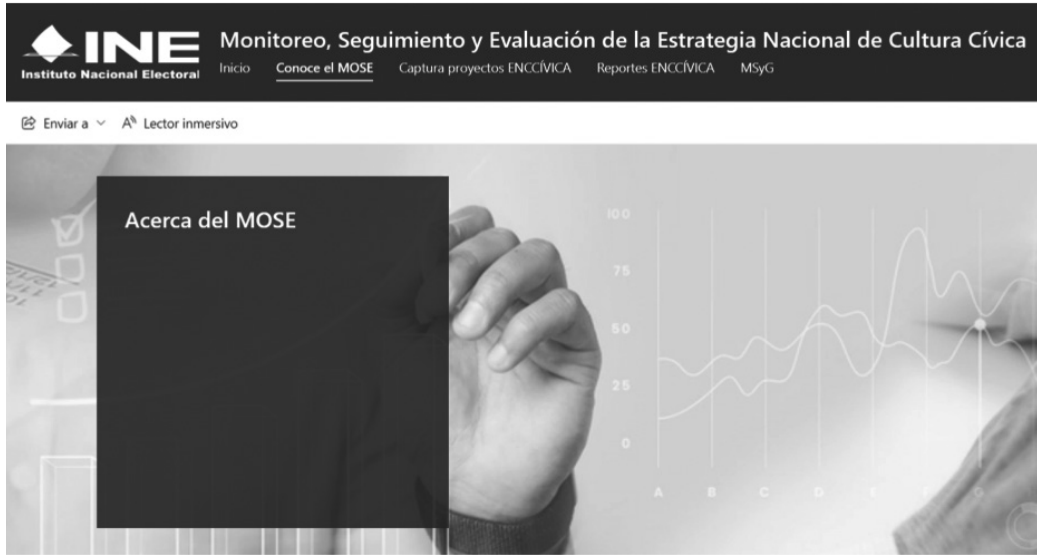 INE
Instituto Nacional Electoral
Monitoreo, Seguimiento y Evaluación de la Estrategia Nacional de Cultura Cívica
Inicio Conoce el MOSE Captura proyectos ENCCÍVICA Reportes ENCCÍVICA MSyG
Enviar a Lector inmersivo
Acerca del MOSE
100
75
50
25
0
A B C D E F G